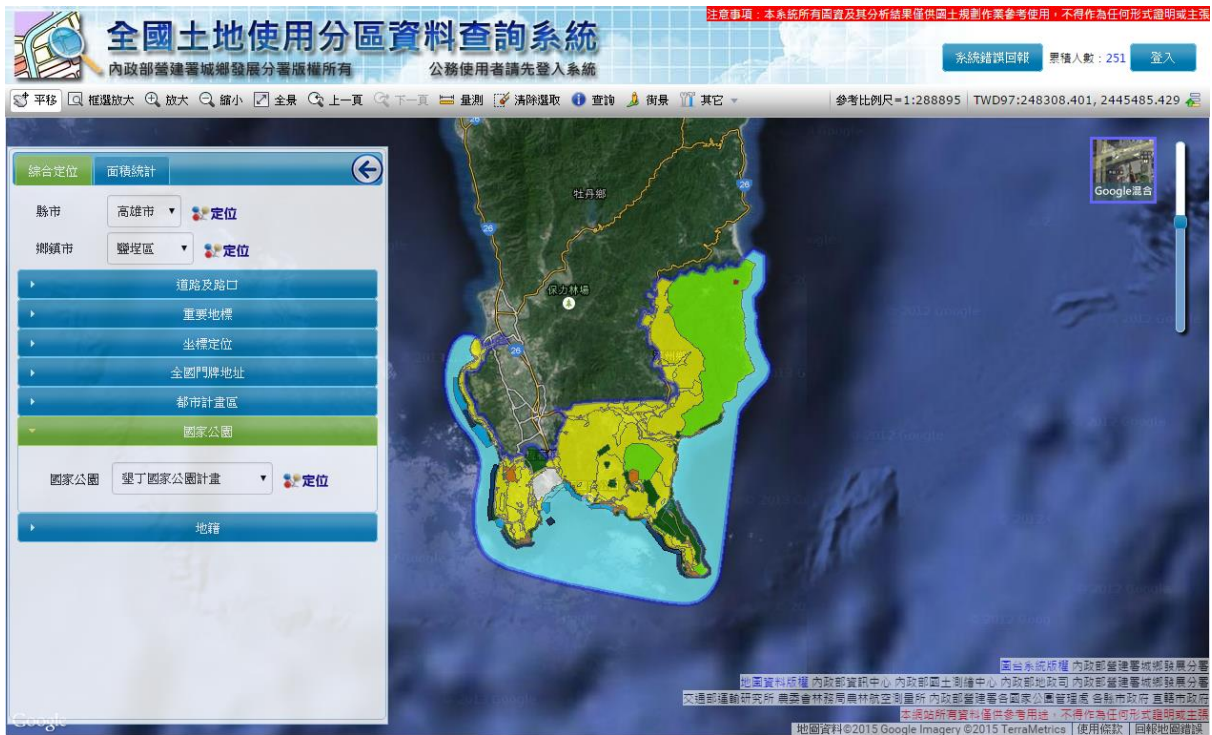 注意事項：本系統所有圖資及其分析結果僅供國土規劃作業參考使用，不得作為任何形式證明或主張
全國土地使用分區資料查詢系統
內政部營建署城鄉發展分署版權所有 公務使用者請先登入系統
系統錯誤回報 累積人數：251 登入
平移 框選放大 放大 縮小 全景 上一頁 下一頁 量測 清除選取 查詢 街景 其它 參考比例尺=1:288895 TWD97:248308.401, 2445485.429
綜合定位 面積統計
縣市 高雄市 定位
鄉鎮市 鹽埕區 定位
道路及路口
重要地標
坐標定位
全國門牌地址
都市計畫區
國家公園
國家公園 墾丁國家公園計畫 定位
地籍
26
牡丹鄉
26
26
保力林場
26
Google混合
圖台系統版權 內政部營建署城鄉發展分署
地圖資料版權 內政部資訊中心 內政部國土測繪中心 內政部地政司 內政部營建署城鄉發展分署
交通部運輸研究所 農委會林務局農林航空測量所 內政部營建署各國家公園管理處 各縣市政府 直轄市政府
本網站所有資料僅供參考用途，不得作為任何形式證明或主張
Google
地圖資料©2015 Google Imagery ©2015 TerraMetrics 使用條款 回報地圖錯誤